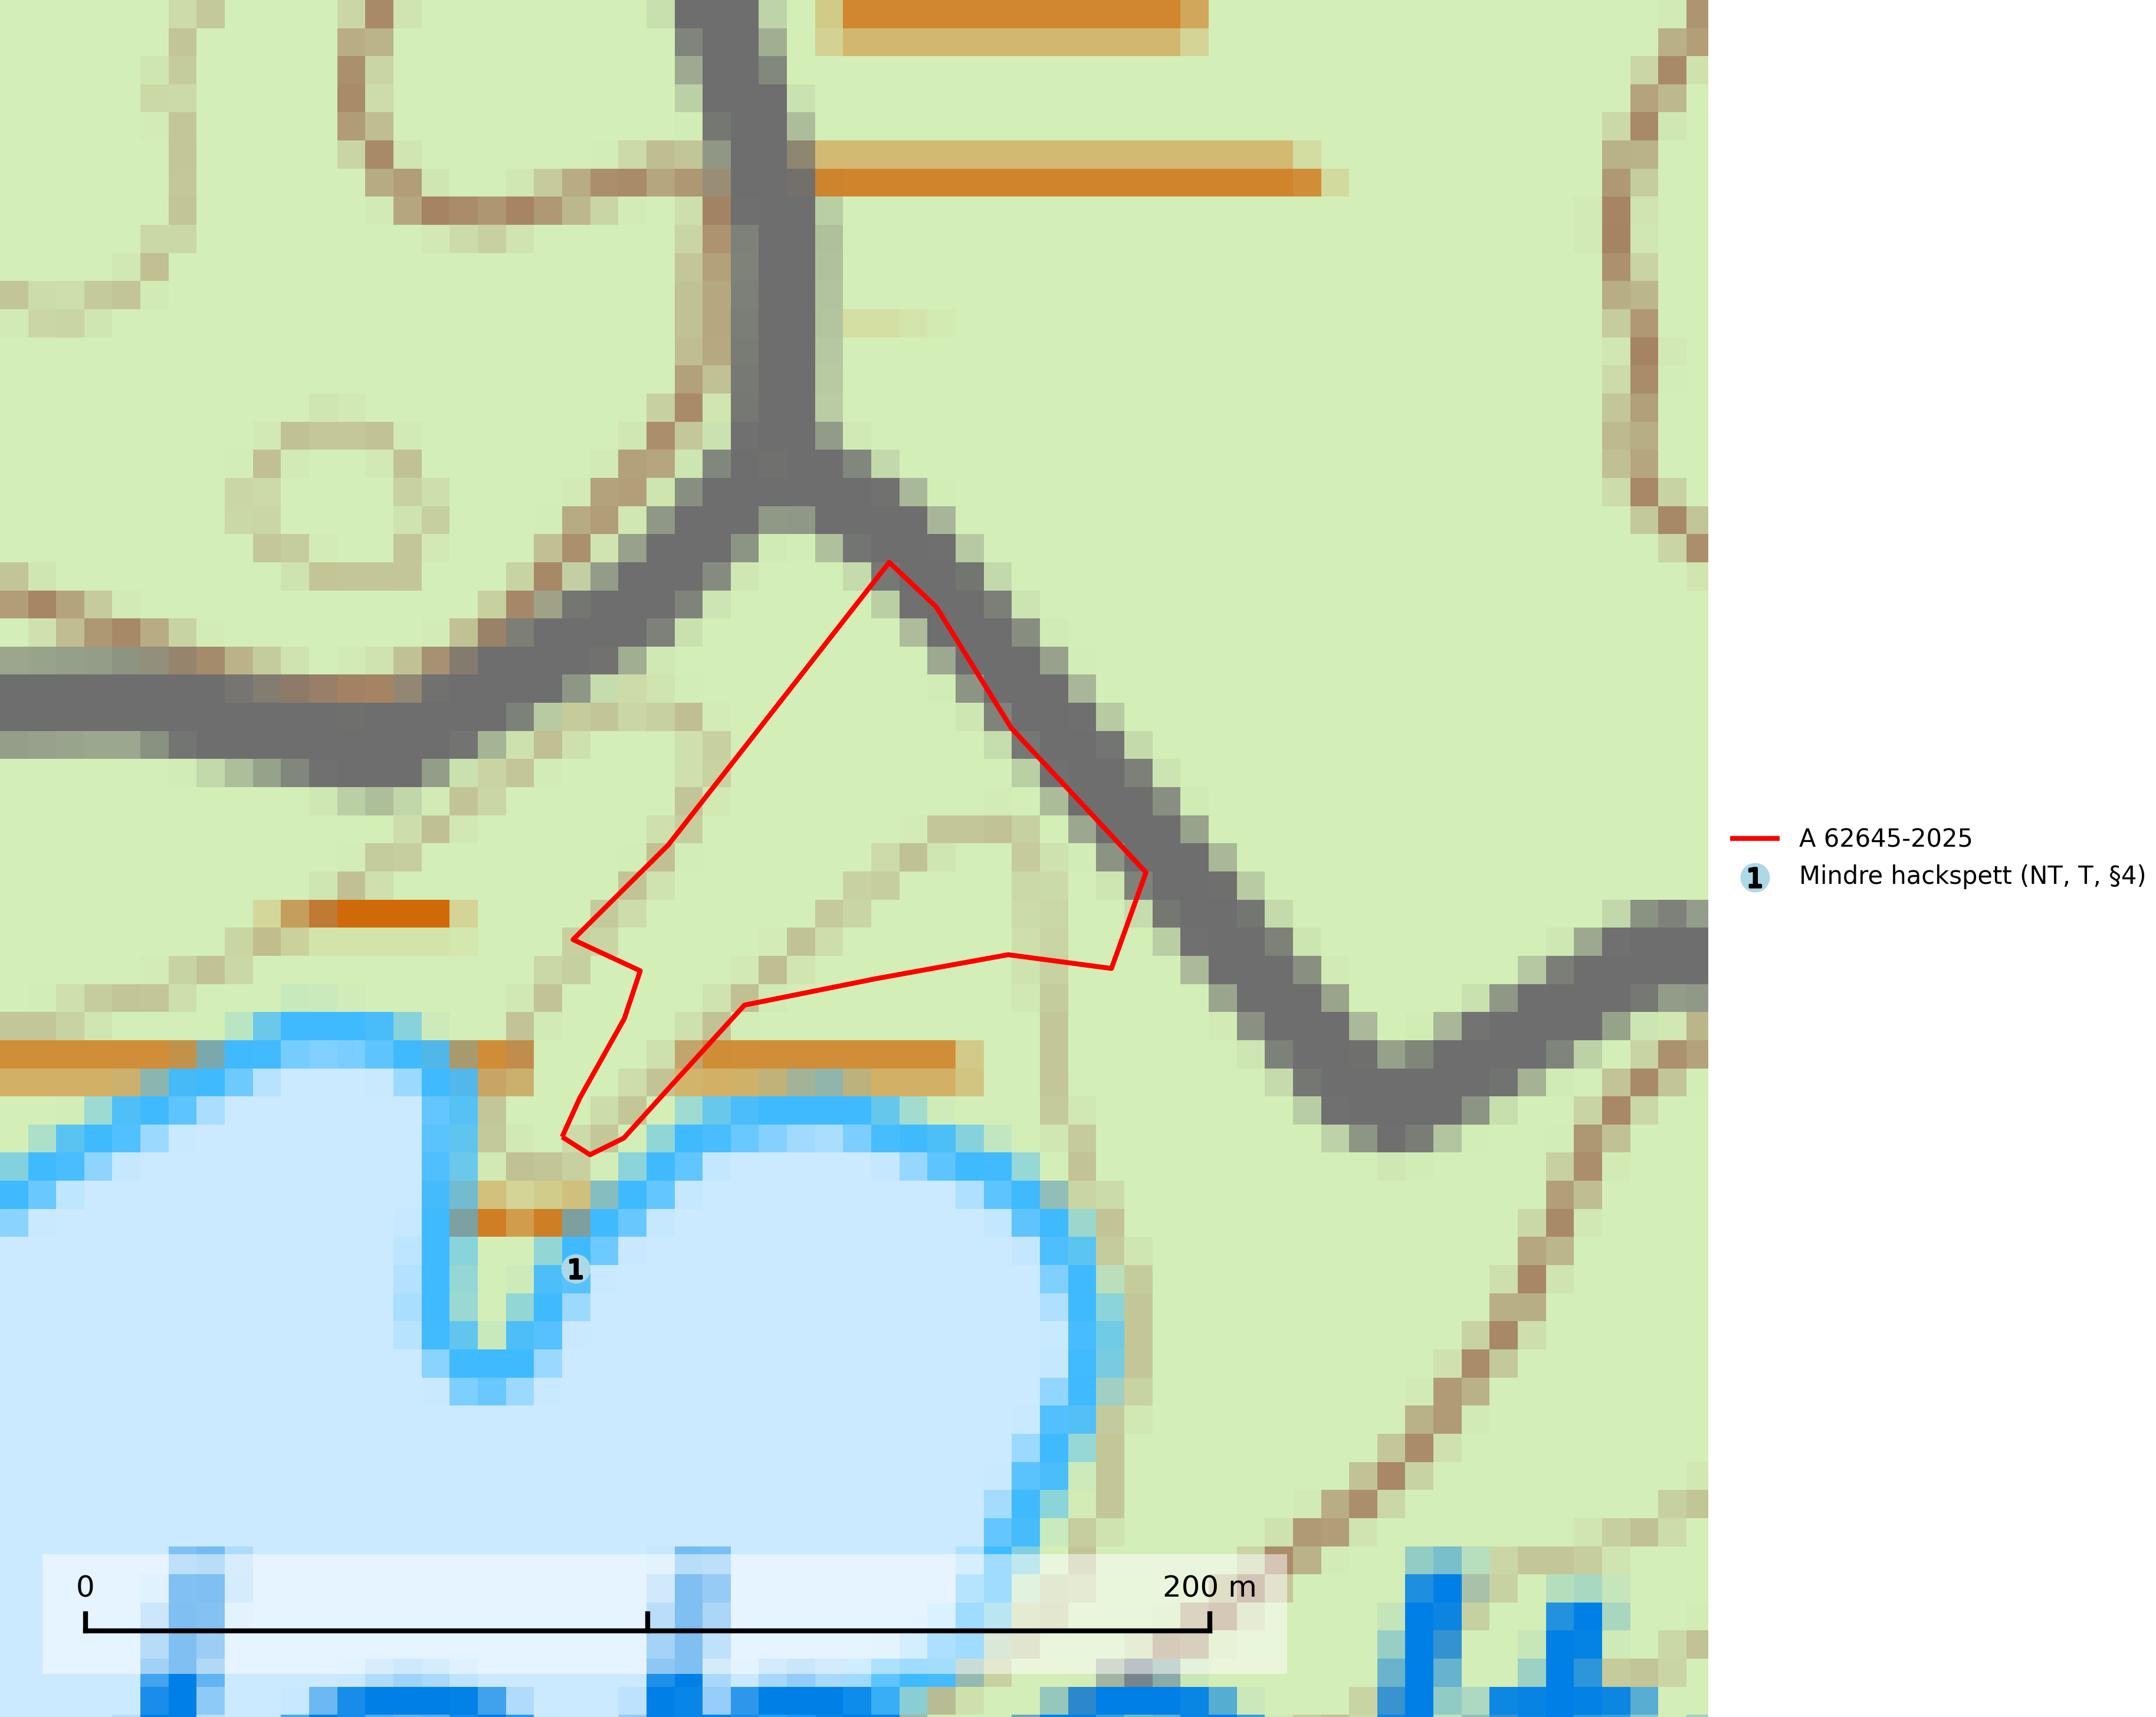 A 62645-2025
1 Mindre hackspett (NT, T, §4)
1
0 200 m